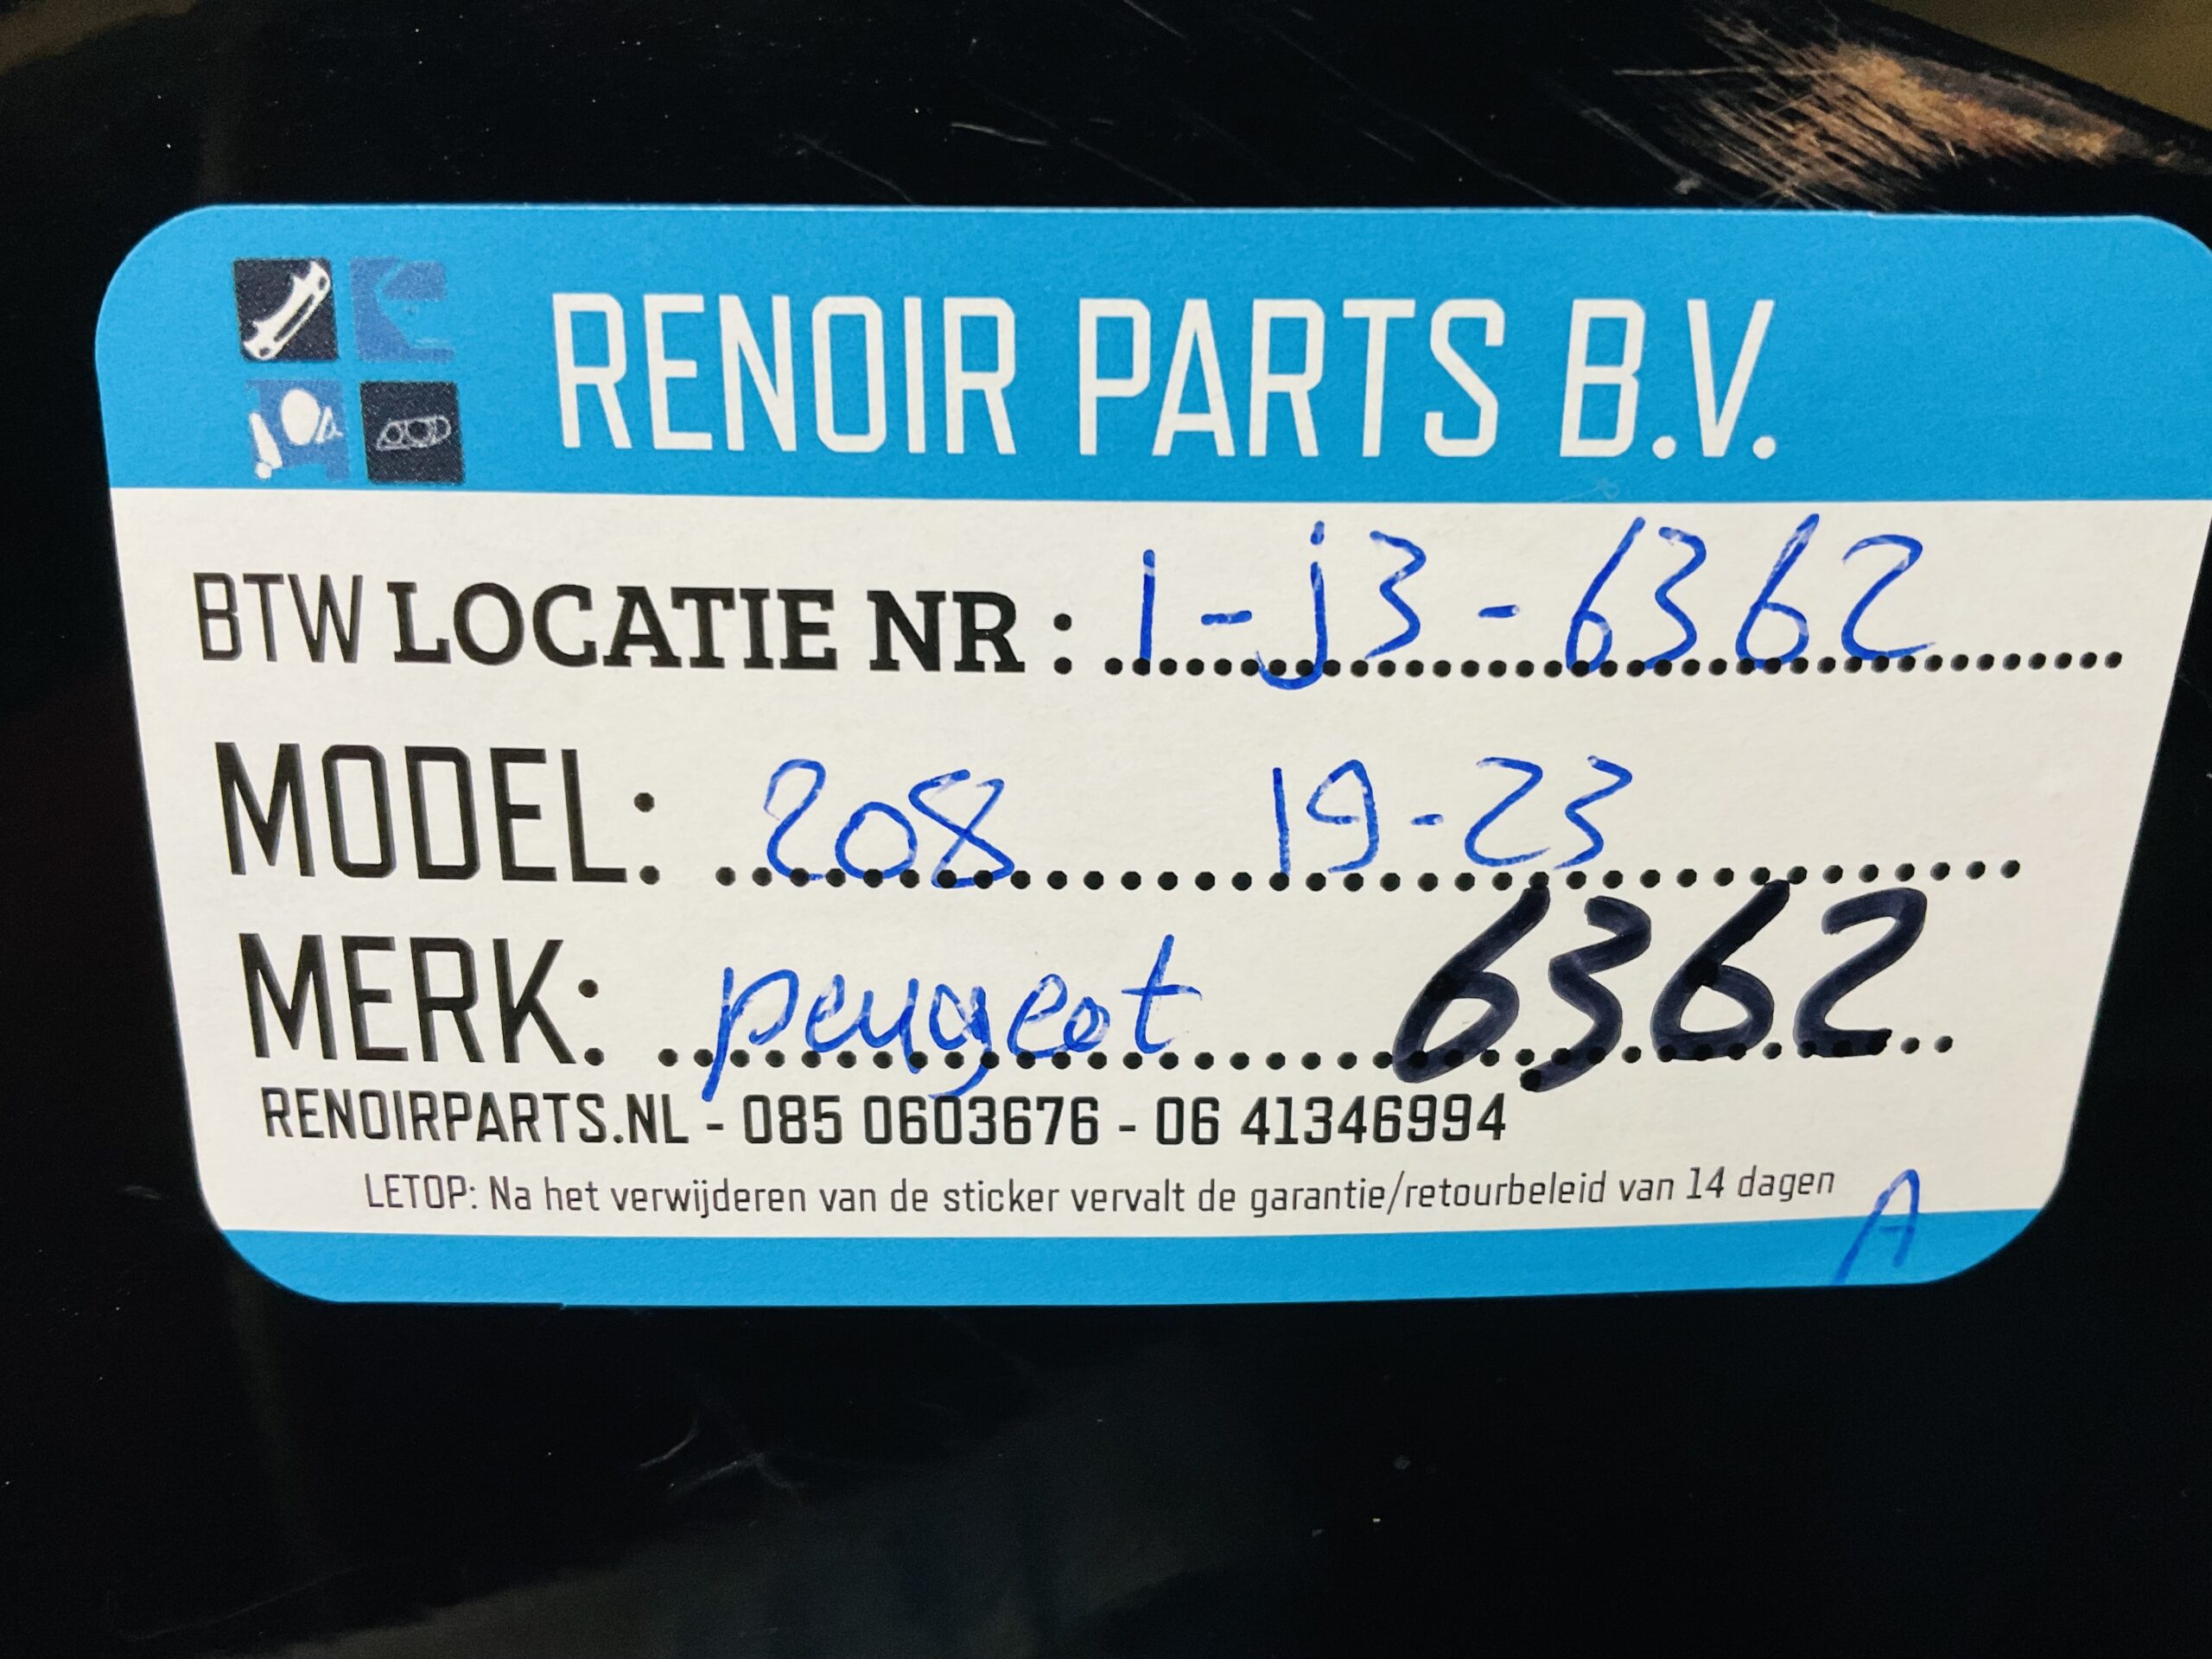 RENOIR PARTS B.V.
BTW LOCATIE NR : 1-j3-6362
MODEL: 208 19-23
MERK: peugeot 6362
RENOIRPARTS.NL - 085 0603676 - 06 41346994
LETOP: Na het verwijderen van de sticker vervalt de garantie/retourbeleid van 14 dagen
A